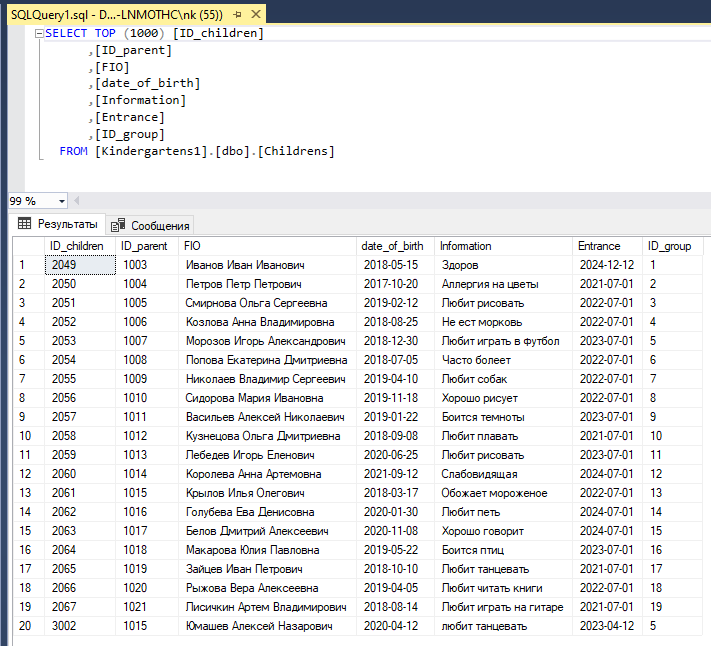 SQLQuery1.sql - D...-LNMOTHC\nk (55))
SELECT TOP (1000) [ID_children]
,[ID_parent]
,[FIO]
,[date_of_birth]
,[Information]
,[Entrance]
,[ID_group]
FROM [Kindergartens1].[dbo].[Childrens]
99 %
Результаты Сообщения
ID_children ID_parent FIO date_of_birth Information Entrance ID_group
1 2049 1003 Иванов Иван Иванович 2018-05-15 Здоров 2024-12-12 1
2 2050 1004 Петров Петр Петрович 2017-10-20 Аллергия на цветы 2021-07-01 2
3 2051 1005 Смирнова Ольга Сергеевна 2019-02-12 Любит рисовать 2022-07-01 3
4 2052 1006 Козлова Анна Владимировна 2018-08-25 Не ест морковь 2022-07-01 4
5 2053 1007 Морозов Игорь Александрович 2018-12-30 Любит играть в футбол 2023-07-01 5
6 2054 1008 Попова Екатерина Дмитриевна 2018-07-05 Часто болеет 2022-07-01 6
7 2055 1009 Николаев Владимир Сергеевич 2019-04-10 Любит собак 2022-07-01 7
8 2056 1010 Сидорова Мария Ивановна 2019-11-18 Хорошо рисует 2022-07-01 8
9 2057 1011 Васильев Алексей Николаевич 2019-01-22 Боится темноты 2023-07-01 9
10 2058 1012 Кузнецова Ольга Дмитриевна 2018-09-08 Любит плавать 2021-07-01 10
11 2059 1013 Лебедев Игорь Еленович 2020-06-25 Любит рисовать 2023-07-01 11
12 2060 1014 Королева Анна Артемовна 2021-09-12 Слабовидящая 2024-07-01 12
13 2061 1015 Крылов Илья Олегович 2018-03-17 Обожает мороженое 2022-07-01 13
14 2062 1016 Голубева Ева Денисовна 2020-01-30 Любит петь 2024-07-01 14
15 2063 1017 Белов Дмитрий Алексеевич 2020-11-08 Хорошо говорит 2024-07-01 15
16 2064 1018 Макарова Юлия Павловна 2019-05-22 Боится птиц 2023-07-01 16
17 2065 1019 Зайцев Иван Петрович 2018-10-10 Любит танцевать 2021-07-01 17
18 2066 1020 Рыжова Вера Алексеевна 2019-04-05 Любит читать книги 2022-07-01 18
19 2067 1021 Лисичкин Артем Владимирович 2018-08-14 Любит играть на гитаре 2021-07-01 19
20 3002 1015 Юмашев Алексей Назарович 2020-04-12 любит танцевать 2023-04-12 5